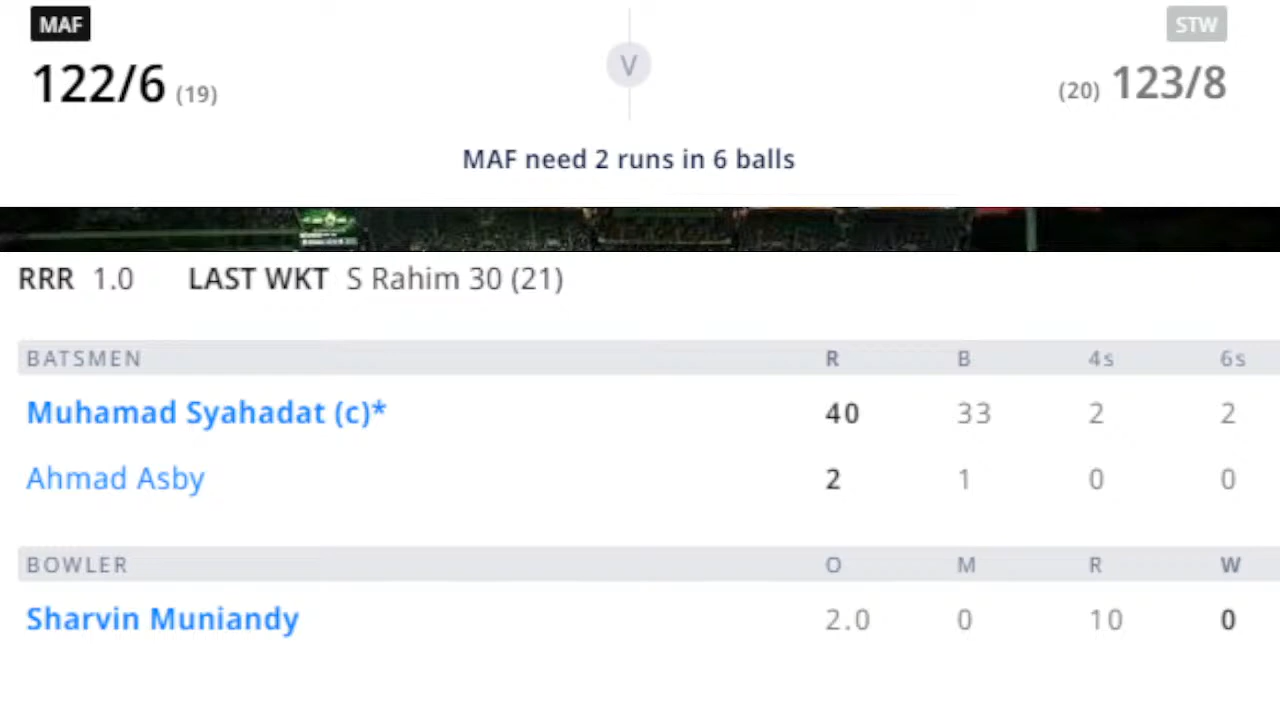 MAF STW
122/6 (19) V (20) 123/8
MAF need 2 runs in 6 balls
RRR 1.0 LAST WKT S Rahim 30 (21)
BATSMEN R B 4s 6s
Muhamad Syahadat (c)* 40 33 2 2
Ahmad Asby 2 1 0 0
BOWLER O M R W
Sharvin Muniandy 2.0 0 10 0